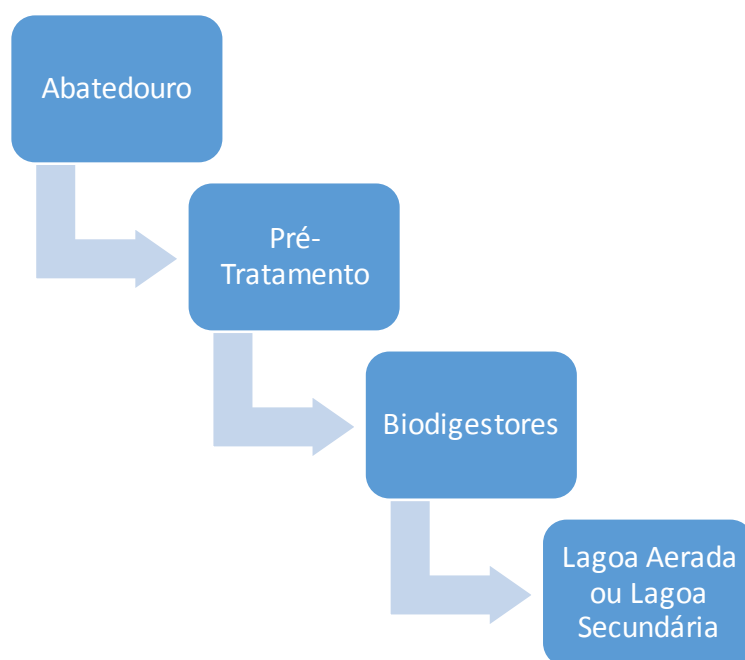 Abatedouro
Pré-
Tratamento
Biodigestores
Lagoa Aerada
ou Lagoa
Secundária